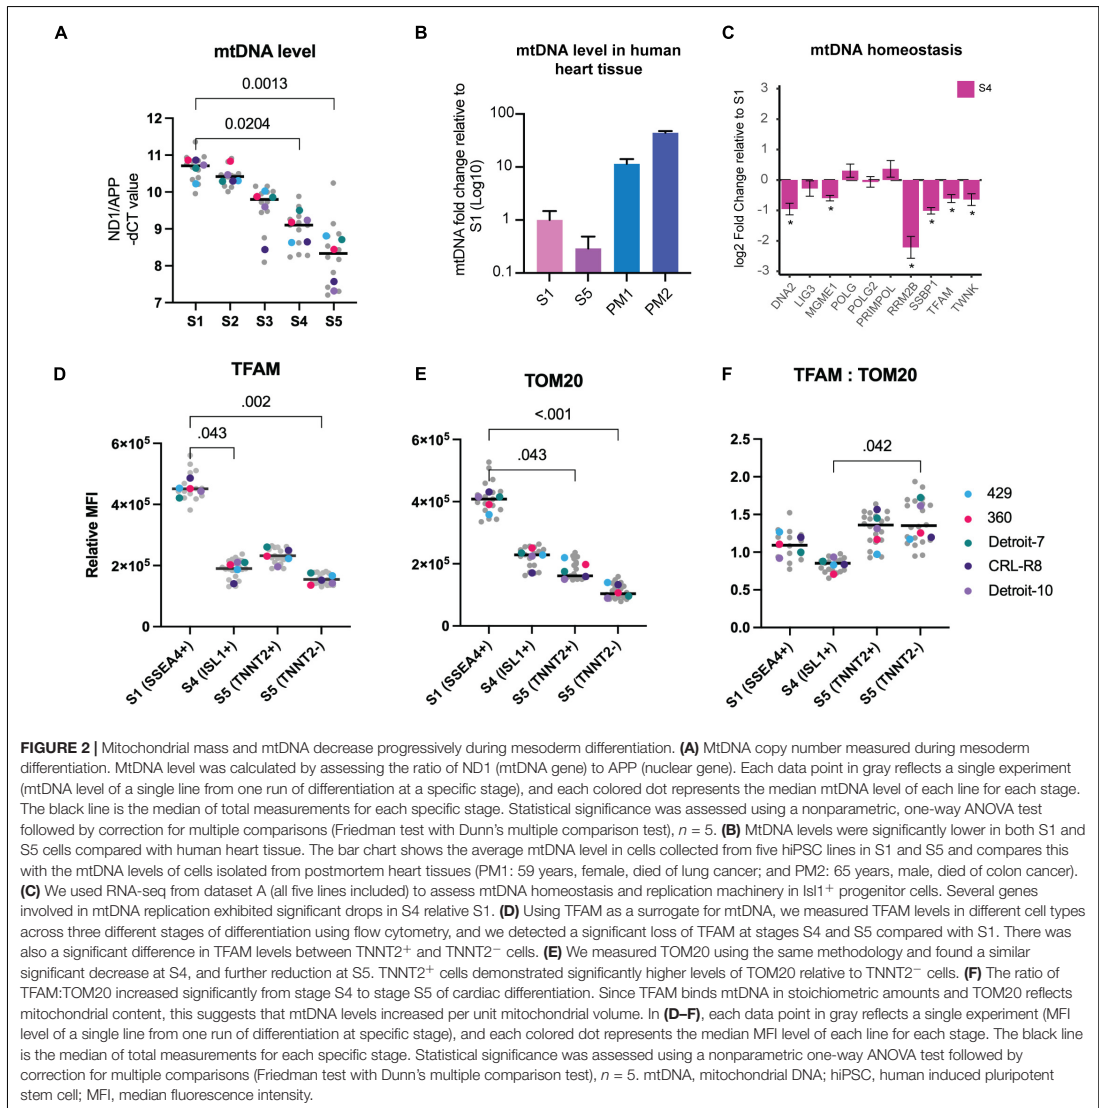 A
mtDNA level
0.0013
0.0204
ND1/APP
-dCT value
12
11
10
9
8
7
S1 S2 S3 S4 S5
B
mtDNA level in human
heart tissue
mtDNA fold change relative to
S1 (Log10)
100
10
1
0.1
S1 S5 PM1 PM2
C
mtDNA homeostasis
S4
log2 Fold Change relative to S1
3
2
1
0
-1
-2
-3
* * * * * *
DNA2 LIG3 MGME1 POLG POLG2 PRIMPOL RRM2B SSBP1 TFAM TWNK
D
TFAM
.002
.043
Relative MFI
6×10⁵
4×10⁵
2×10⁵
0
S1 (SSEA4+) S4 (ISL1+) S5 (TNNT2+) S5 (TNNT2-)
E
TOM20
<.001
.043
6×10⁵
4×10⁵
2×10⁵
0
S1 (SSEA4+) S4 (ISL1+) S5 (TNNT2+) S5 (TNNT2-)
F
TFAM : TOM20
.042
2.5
2.0
1.5
1.0
0.5
0.0
S1 (SSEA4+) S4 (ISL1+) S5 (TNNT2+) S5 (TNNT2-)
429
360
Detroit-7
CRL-R8
Detroit-10
FIGURE 2 | Mitochondrial mass and mtDNA decrease progressively during mesoderm differentiation. (A) MtDNA copy number measured during mesoderm
differentiation. MtDNA level was calculated by assessing the ratio of ND1 (mtDNA gene) to APP (nuclear gene). Each data point in gray reflects a single experiment
(mtDNA level of a single line from one run of differentiation at a specific stage), and each colored dot represents the median mtDNA level of each line for each stage.
The black line is the median of total measurements for each specific stage. Statistical significance was assessed using a nonparametric, one-way ANOVA test
followed by correction for multiple comparisons (Friedman test with Dunn's multiple comparison test), n = 5. (B) MtDNA levels were significantly lower in both S1 and
S5 cells compared with human heart tissue. The bar chart shows the average mtDNA level in cells collected from five hiPSC lines in S1 and S5 and compares this
with the mtDNA levels of cells isolated from postmortem heart tissues (PM1: 59 years, female, died of lung cancer; and PM2: 65 years, male, died of colon cancer).
(C) We used RNA-seq from dataset A (all five lines included) to assess mtDNA homeostasis and replication machinery in Isl1⁺ progenitor cells. Several genes
involved in mtDNA replication exhibited significant drops in S4 relative S1. (D) Using TFAM as a surrogate for mtDNA, we measured TFAM levels in different cell types
across three different stages of differentiation using flow cytometry, and we detected a significant loss of TFAM at stages S4 and S5 compared with S1. There was
also a significant difference in TFAM levels between TNNT2⁺ and TNNT2⁻ cells. (E) We measured TOM20 using the same methodology and found a similar
significant decrease at S4, and further reduction at S5. TNNT2⁺ cells demonstrated significantly higher levels of TOM20 relative to TNNT2⁻ cells. (F) The ratio of
TFAM:TOM20 increased significantly from stage S4 to stage S5 of cardiac differentiation. Since TFAM binds mtDNA in stoichiometric amounts and TOM20 reflects
mitochondrial content, this suggests that mtDNA levels increased per unit mitochondrial volume. In (D–F), each data point in gray reflects a single experiment (MFI
level of a single line from one run of differentiation at specific stage), and each colored dot represents the median MFI level of each line for each stage. The black line
is the median of total measurements for each specific stage. Statistical significance was assessed using a nonparametric one-way ANOVA test followed by
correction for multiple comparisons (Friedman test with Dunn's multiple comparison test), n = 5. mtDNA, mitochondrial DNA; hiPSC, human induced pluripotent
stem cell; MFI, median fluorescence intensity.